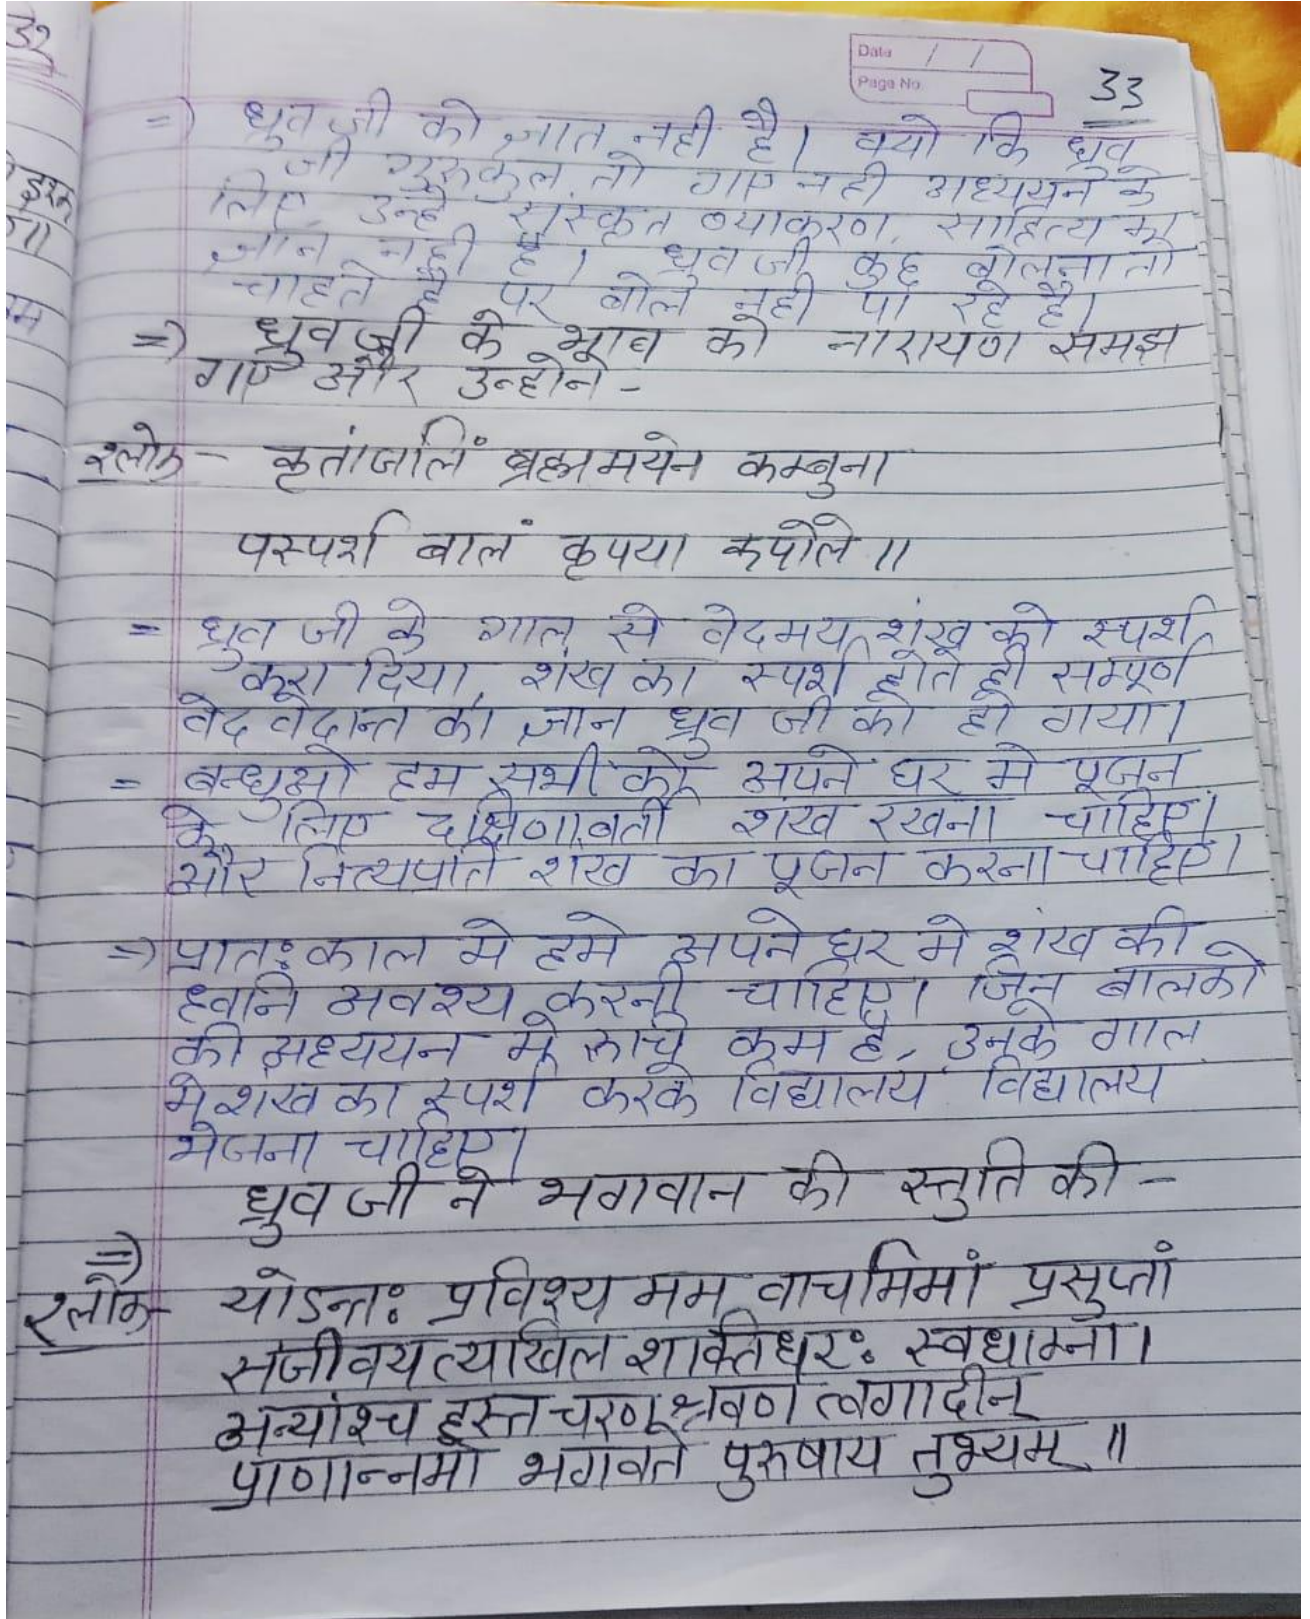 32
Date / /
Page No.
33
=) ध्रुव जी को ज्ञात नही है। क्यो कि ध्रुव
जी गुरुकुल तो गए नही अध्ययन के
लिए उन्हे संस्कृत व्याकरण, साहित्य का
ज्ञान नही है। ध्रुव जी कुछ बोलना तो
चाहते है पर बोल नही पा रहे है।
=) ध्रुव जी के भाव को नारायण समझ
गए और उन्होने -
श्लोक - कृतांजलिं ब्रह्ममयेन कम्बुना
पस्पर्श बालं कृपया कपोले॥
= ध्रुव जी के गाल से वेदमय शंख को स्पर्श
करा दिया, शंख का स्पर्श होते ही सम्पूर्ण
वेद वेदान्त का ज्ञान ध्रुव जी को हो गया।
= बन्धुओ हम सभी को अपने घर मे पूजन
के लिए दक्षिणावर्ती शंख रखना चाहिए।
और नित्यप्रति शंख का पूजन करना चाहिए।
=) प्रातःकाल मे हमे अपने घर मे शंख की
ध्वनि अवश्य करनी चाहिए। जिन बालको
की अध्ययन मे रूचि कम है, उनके गाल
मे शंख का स्पर्श करके विद्यालय विद्यालय
भेजना चाहिए।
ध्रुव जी ने भगवान की स्तुति की -
=)
श्लोक - योऽन्तः प्रविश्य मम वाचमिमां प्रसुप्तां
संजीवयत्यखिल शक्तिधरः स्वधाम्ना।
अन्यांश्च हस्त चरण श्रवण त्वगादीन्
प्राणान्नमो भगवते पुरुषाय तुभ्यम्॥